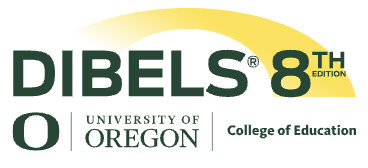 DIBELS® 8TH EDITION
O UNIVERSITY OF OREGON College of Education